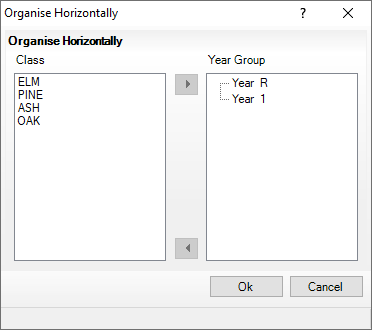 Organise Horizontally
Organise Horizontally
Class
Year Group
ELM
PINE
ASH
OAK
Year R
Year 1
Ok
Cancel